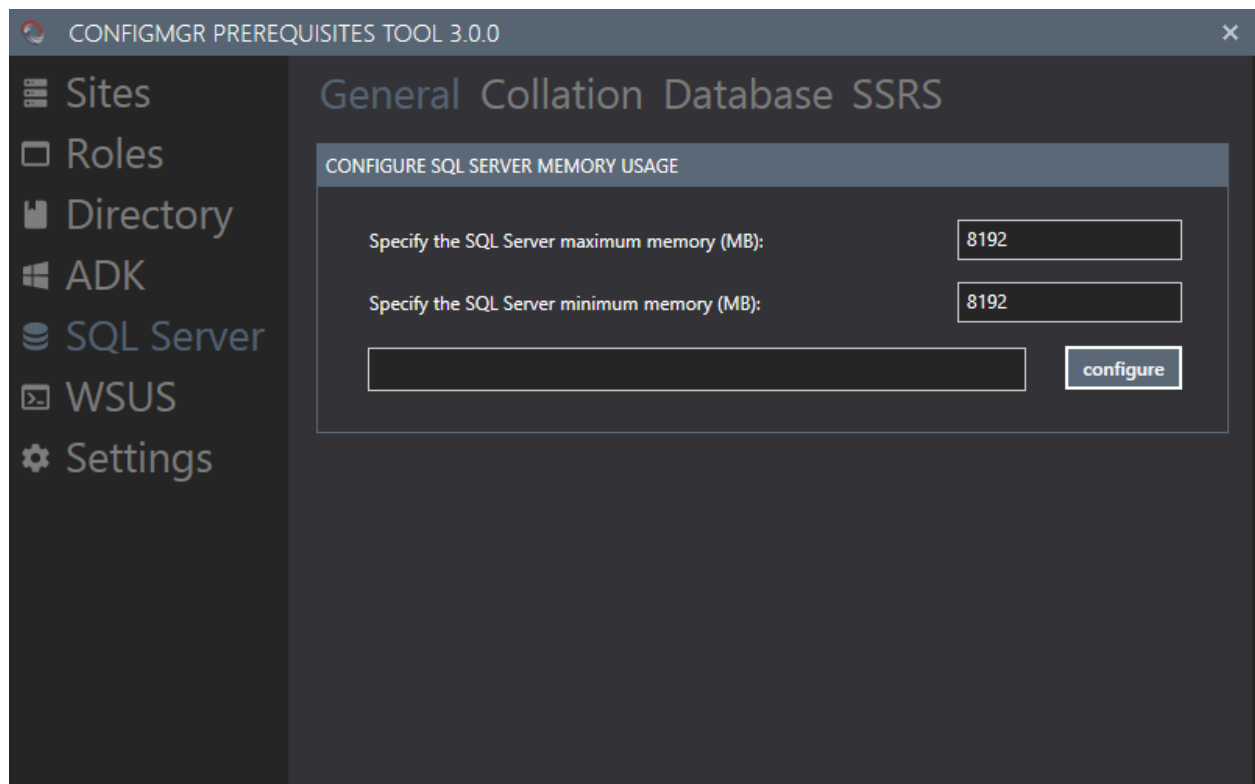 CONFIGMGR PREREQUISITES TOOL 3.0.0
Sites
Roles
Directory
ADK
SQL Server
WSUS
Settings
General Collation Database SSRS
CONFIGURE SQL SERVER MEMORY USAGE
Specify the SQL Server maximum memory (MB): 8192
Specify the SQL Server minimum memory (MB): 8192
configure